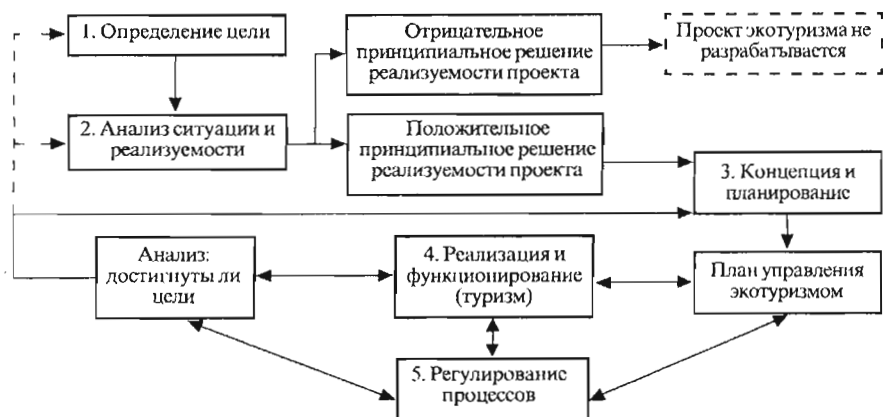 1. Определение цели
Отрицательное
принципиальное решение
реализуемости проекта
Проект экотуризма не
разрабатывается
2. Анализ ситуации и
реализуемости
Положительное
принципиальное решение
реализуемости проекта
3. Концепция и
планирование
Анализ:
достигнуты ли
цели
4. Реализация и
функционирование
(туризм)
План управления
экотуризмом
5. Регулирование
процессов